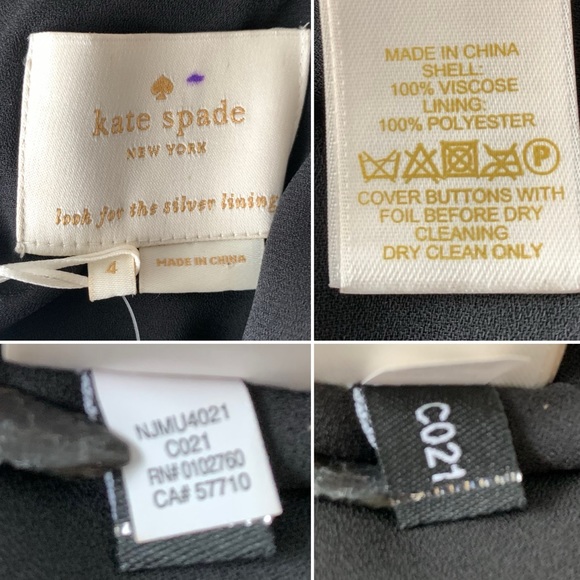 kate spade
NEW YORK
look for the silver lining
4
MADE IN CHINA
MADE IN CHINA
SHELL:
100% VISCOSE
LINING:
100% POLYESTER
P
COVER BUTTONS WITH
FOIL BEFORE DRY
CLEANING
DRY CLEAN ONLY
NJMU4021
C021
RN# 0102760
CA# 57710
C021